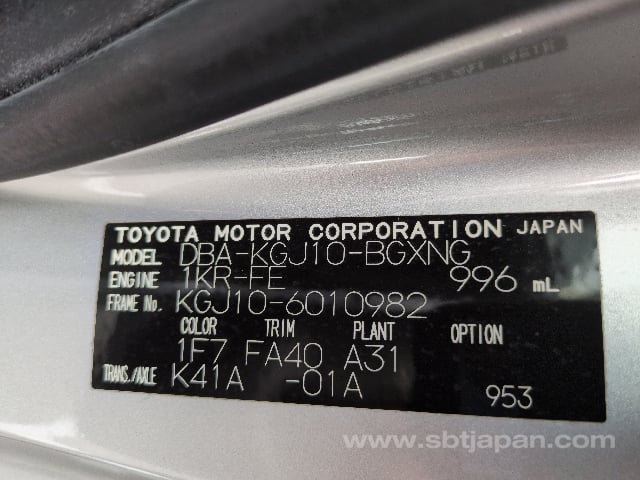 TOYOTA MOTOR CORPORATION JAPAN
MODEL DBA-KGJ10-BGXNG
ENGINE 1KR-FE 996 mL
FRAME No. KGJ10-6010982
COLOR TRIM PLANT OPTION
1F7 FA40 A31
TRANS./AXLE K41A -01A 953
www.sbtjapan.com